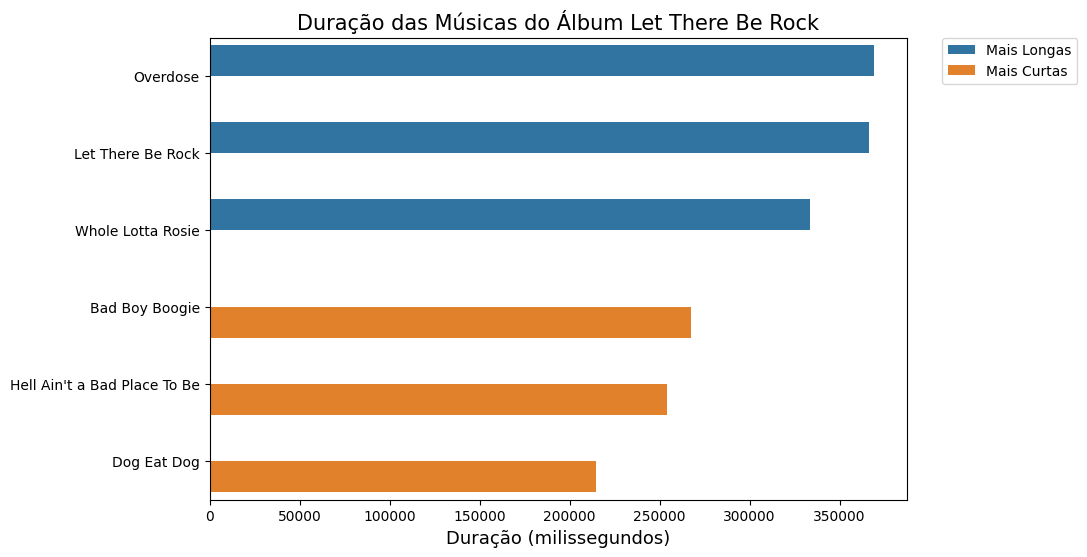 Duração das Músicas do Álbum Let There Be Rock
Mais Longas
Mais Curtas
Overdose
Let There Be Rock
Whole Lotta Rosie
Bad Boy Boogie
Hell Ain't a Bad Place To Be
Dog Eat Dog
0 50000 100000 150000 200000 250000 300000 350000
Duração (milissegundos)